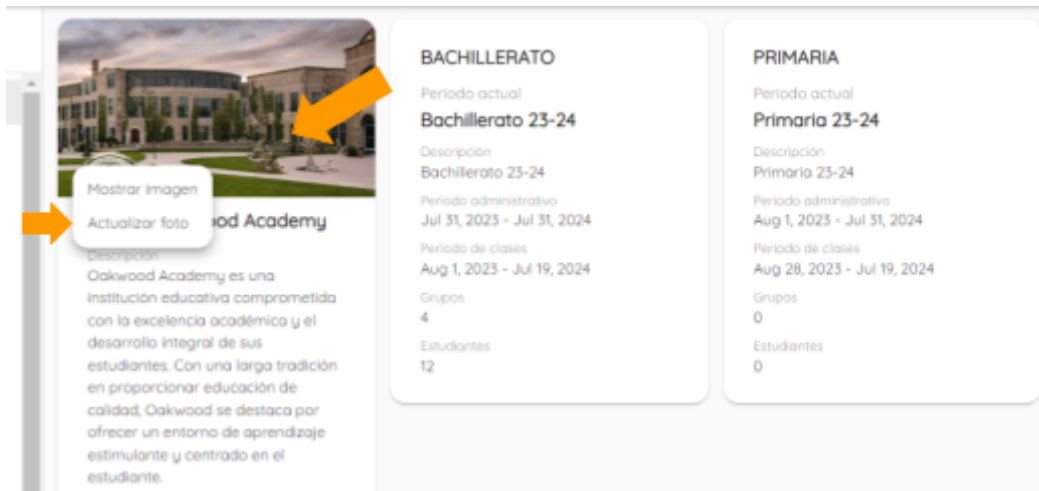 Mostrar imagen
Actualizar foto
ood Academy
Descripción
Oakwood Academy es una
institución educativa comprometida
con la excelencia académica y el
desarrollo integral de sus
estudiantes. Con una larga tradición
en proporcionar educación de
calidad, Oakwood se destaca por
ofrecer un entorno de aprendizaje
estimulante y centrado en el
estudiante.
BACHILLERATO
Periodo actual
Bachillerato 23-24
Descripción
Bachillerato 23-24
Periodo administrativo
Jul 31, 2023 - Jul 31, 2024
Periodo de clases
Aug 1, 2023 - Jul 19, 2024
Grupos
4
Estudiantes
12
PRIMARIA
Periodo actual
Primaria 23-24
Descripción
Primaria 23-24
Periodo administrativo
Aug 1, 2023 - Jul 31, 2024
Periodo de clases
Aug 28, 2023 - Jul 19, 2024
Grupos
0
Estudiantes
0